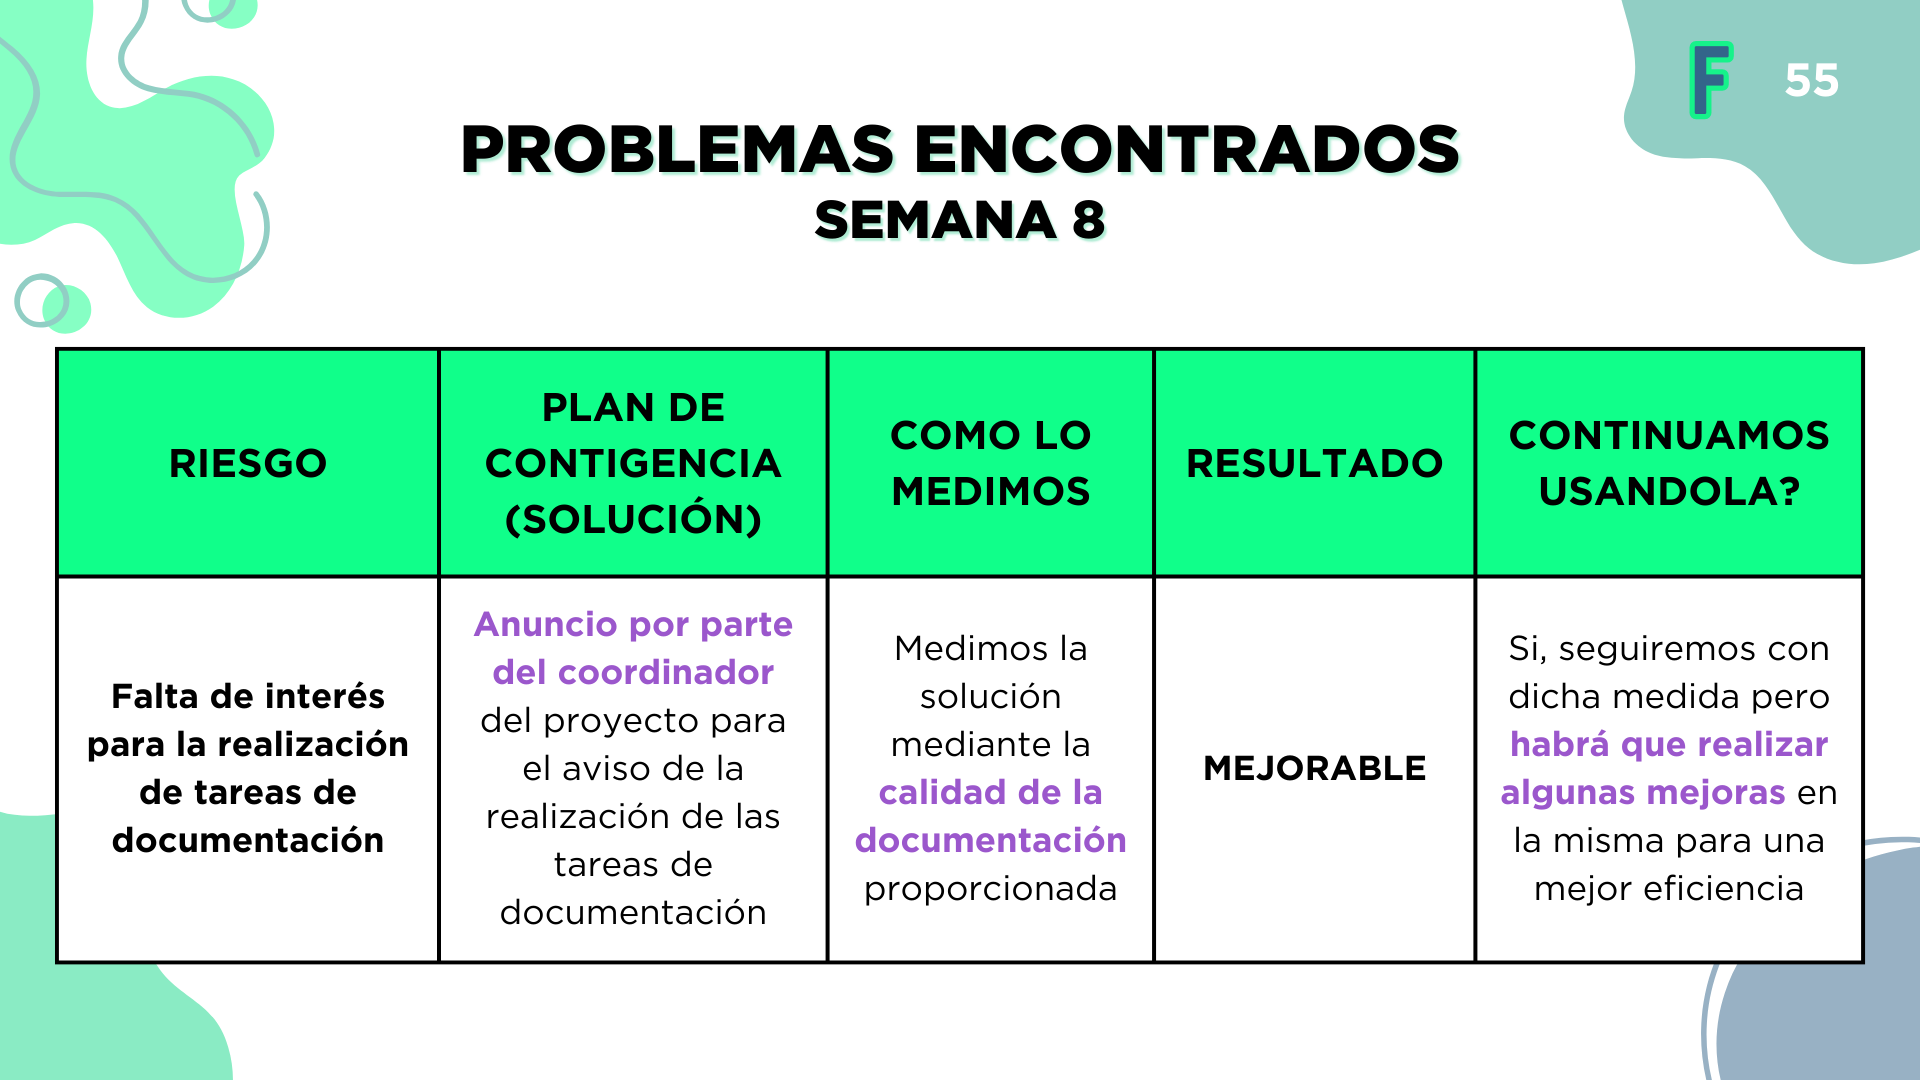 F
55
PROBLEMAS ENCONTRADOS
SEMANA 8
RIESGO
PLAN DE
CONTIGENCIA
(SOLUCIÓN)
COMO LO
MEDIMOS
RESULTADO
CONTINUAMOS
USANDOLA?
Falta de interés
para la realización
de tareas de
documentación
Anuncio por parte
del coordinador
del proyecto para
el aviso de la
realización de las
tareas de
documentación
Medimos la
solución
mediante la
calidad de la
documentación
proporcionada
MEJORABLE
Si, seguiremos con
dicha medida pero
habrá que realizar
algunas mejoras en
la misma para una
mejor eficiencia